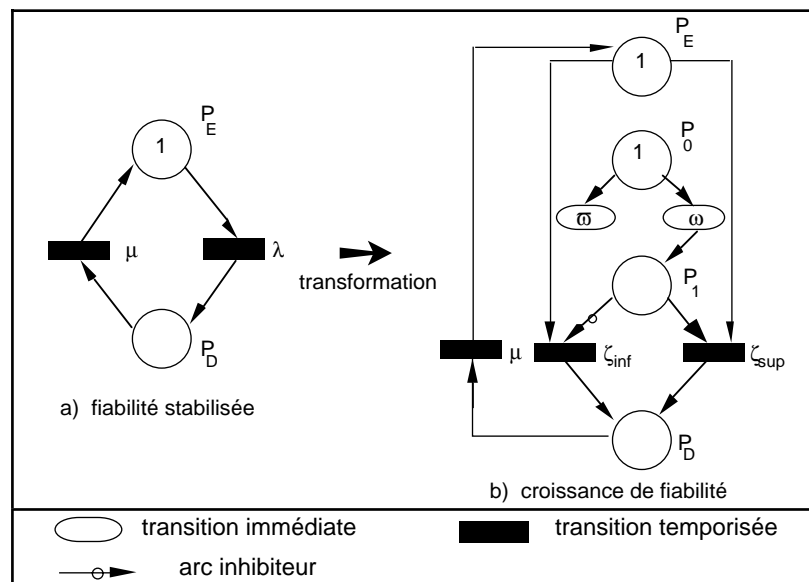 P_E
1
μ
λ
P_D
a) fiabilité stabilisée
transformation
P_E
1
P_0
1
ϖ
ω
P_1
μ
ζ_inf
ζ_sup
P_D
b) croissance de fiabilité
transition immédiate
transition temporisée
arc inhibiteur